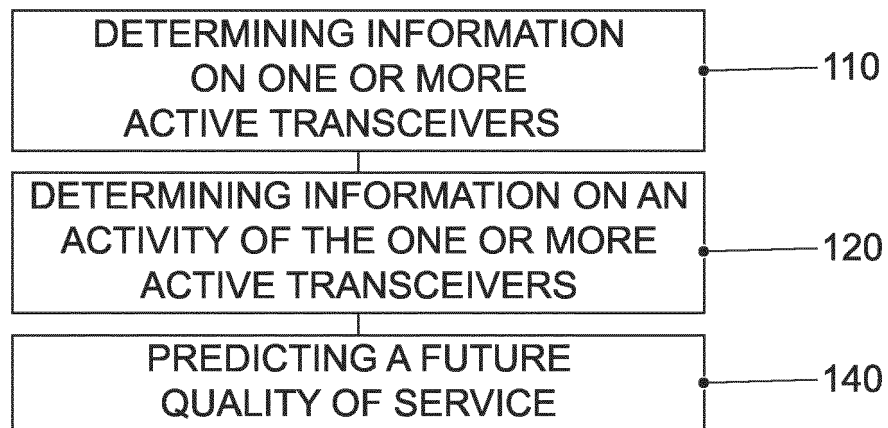 DETERMINING INFORMATION
ON ONE OR MORE
ACTIVE TRANSCEIVERS
110
DETERMINING INFORMATION ON AN
ACTIVITY OF THE ONE OR MORE
ACTIVE TRANSCEIVERS
120
PREDICTING A FUTURE
QUALITY OF SERVICE
140